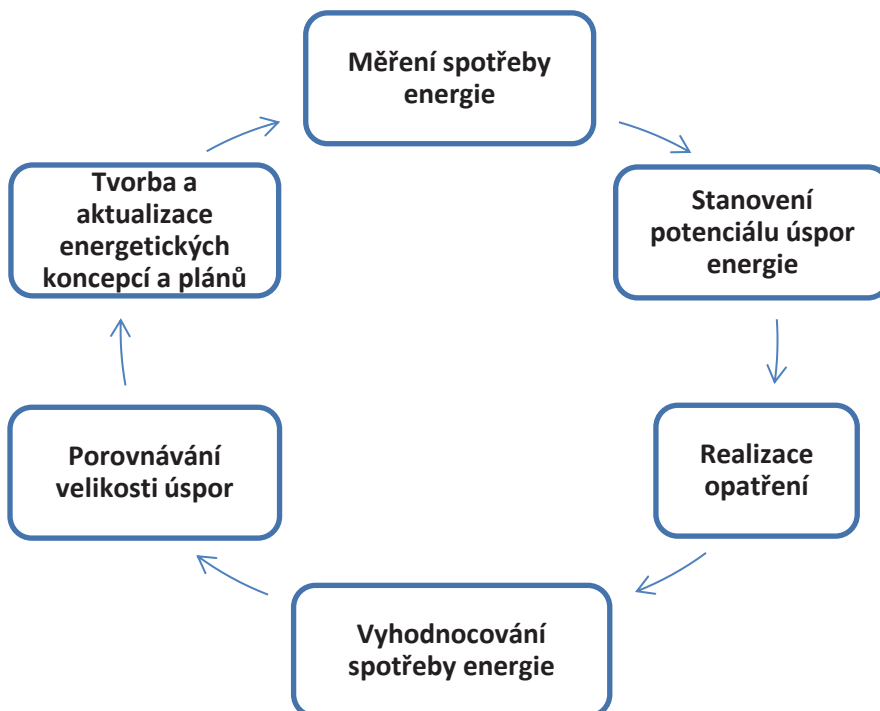 Měření spotřeby
energie
Stanovení
potenciálu úspor
energie
Realizace
opatření
Vyhodnocování
spotřeby energie
Porovnávání
velikosti úspor
Tvorba a
aktualizace
energetických
koncepcí a plánů